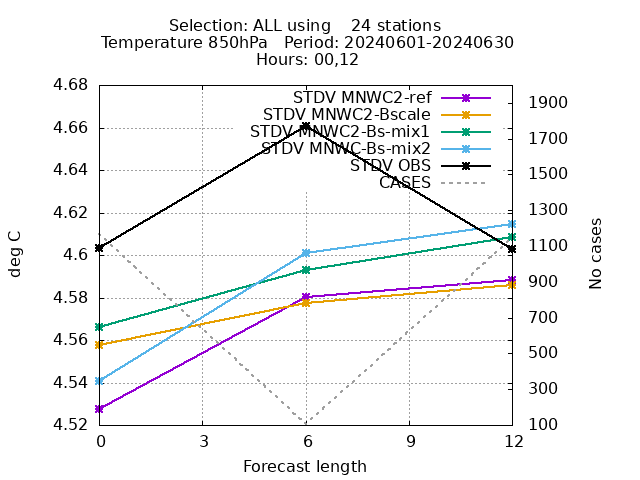 Selection: ALL using    24 stations
Temperature 850hPa   Period: 20240601-20240630
Hours: 00,12
STDV MNWC2-ref
STDV MNWC2-Bscale
STDV MNWC2-Bs-mix1
STDV MNWC-Bs-mix2
STDV OBS
CASES
4.68
4.66
4.64
4.62
4.6
4.58
4.56
4.54
4.52
deg C
1900
1700
1500
1300
1100
900
700
500
300
100
No cases
0 3 6 9 12
Forecast length